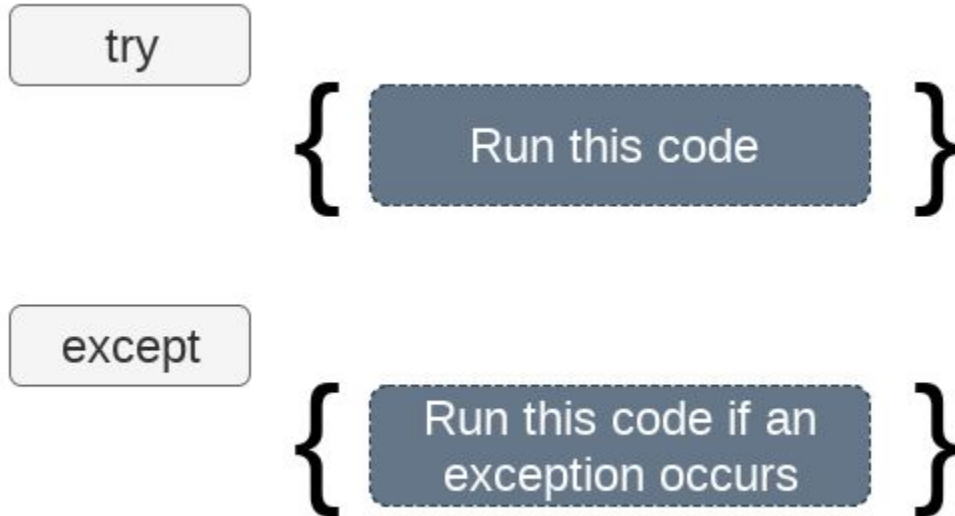 try
{ Run this code }
except
{ Run this code if an
exception occurs }